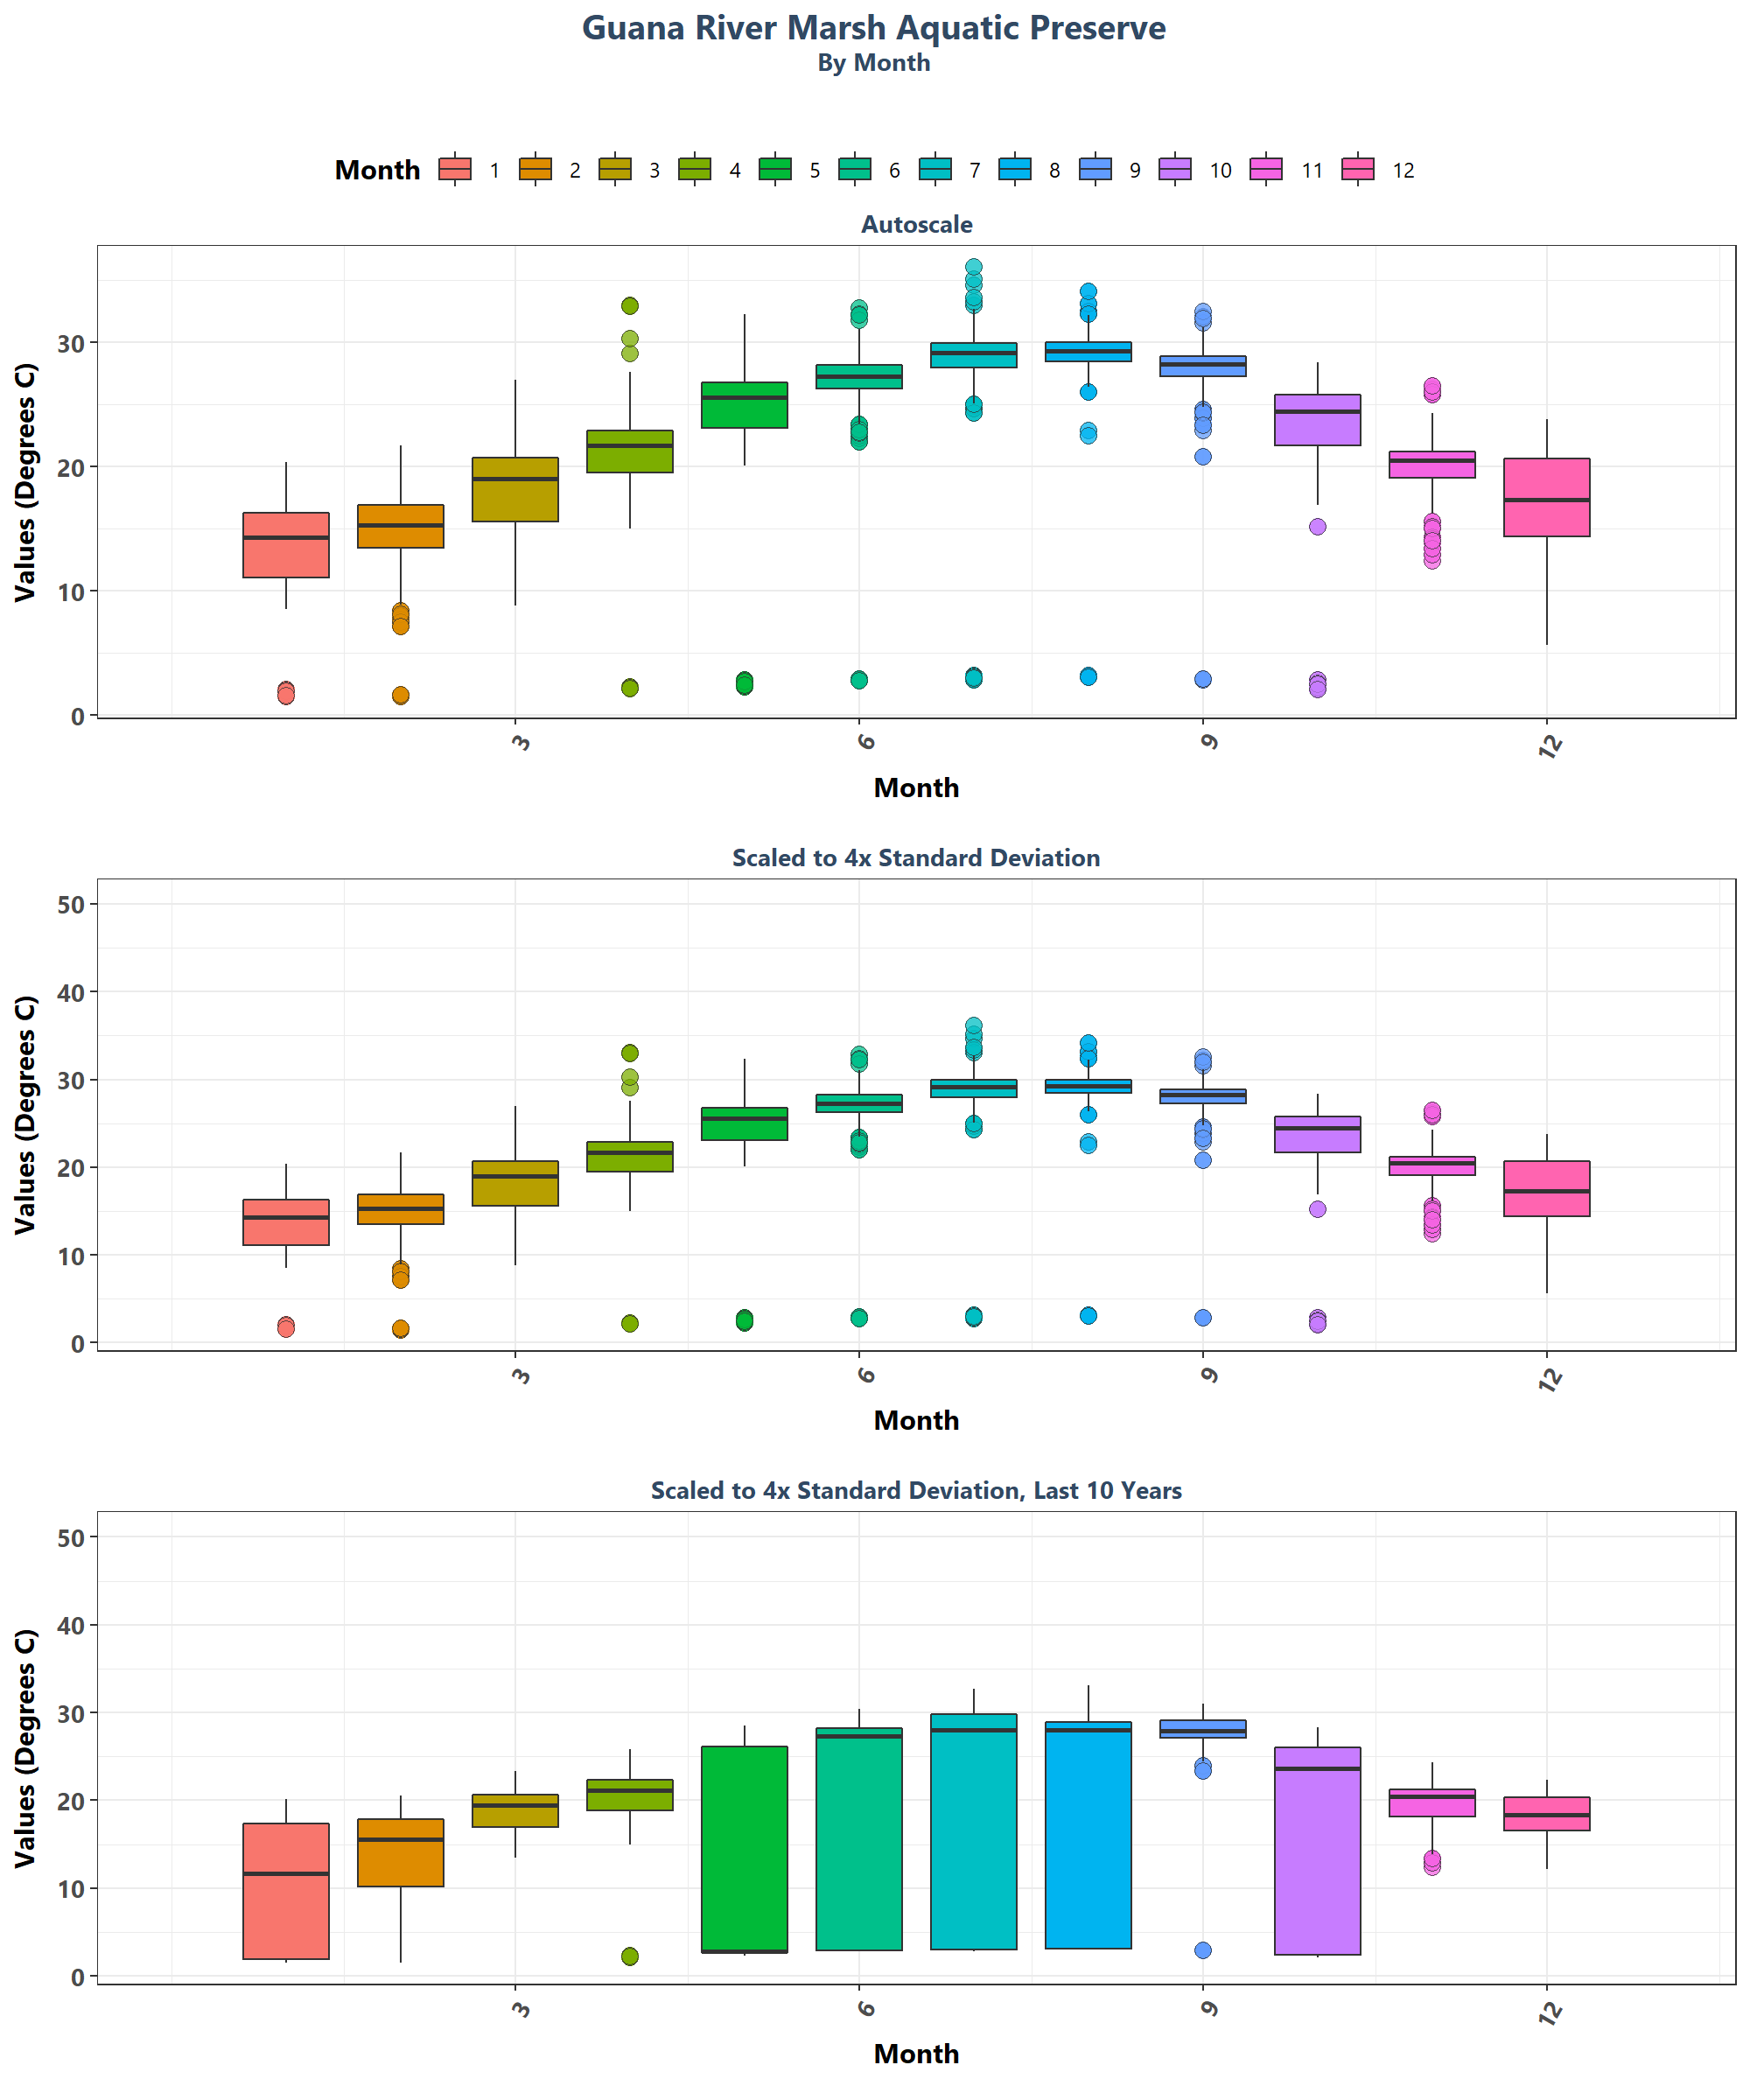 Guana River Marsh Aquatic Preserve
By Month
Month 1 2 3 4 5 6 7 8 9 10 11 12
Autoscale
Values (Degrees C)
30
20
10
0
3 6 9 12
Month
Scaled to 4x Standard Deviation
Values (Degrees C)
50
40
30
20
10
0
3 6 9 12
Month
Scaled to 4x Standard Deviation, Last 10 Years
Values (Degrees C)
50
40
30
20
10
0
3 6 9 12
Month